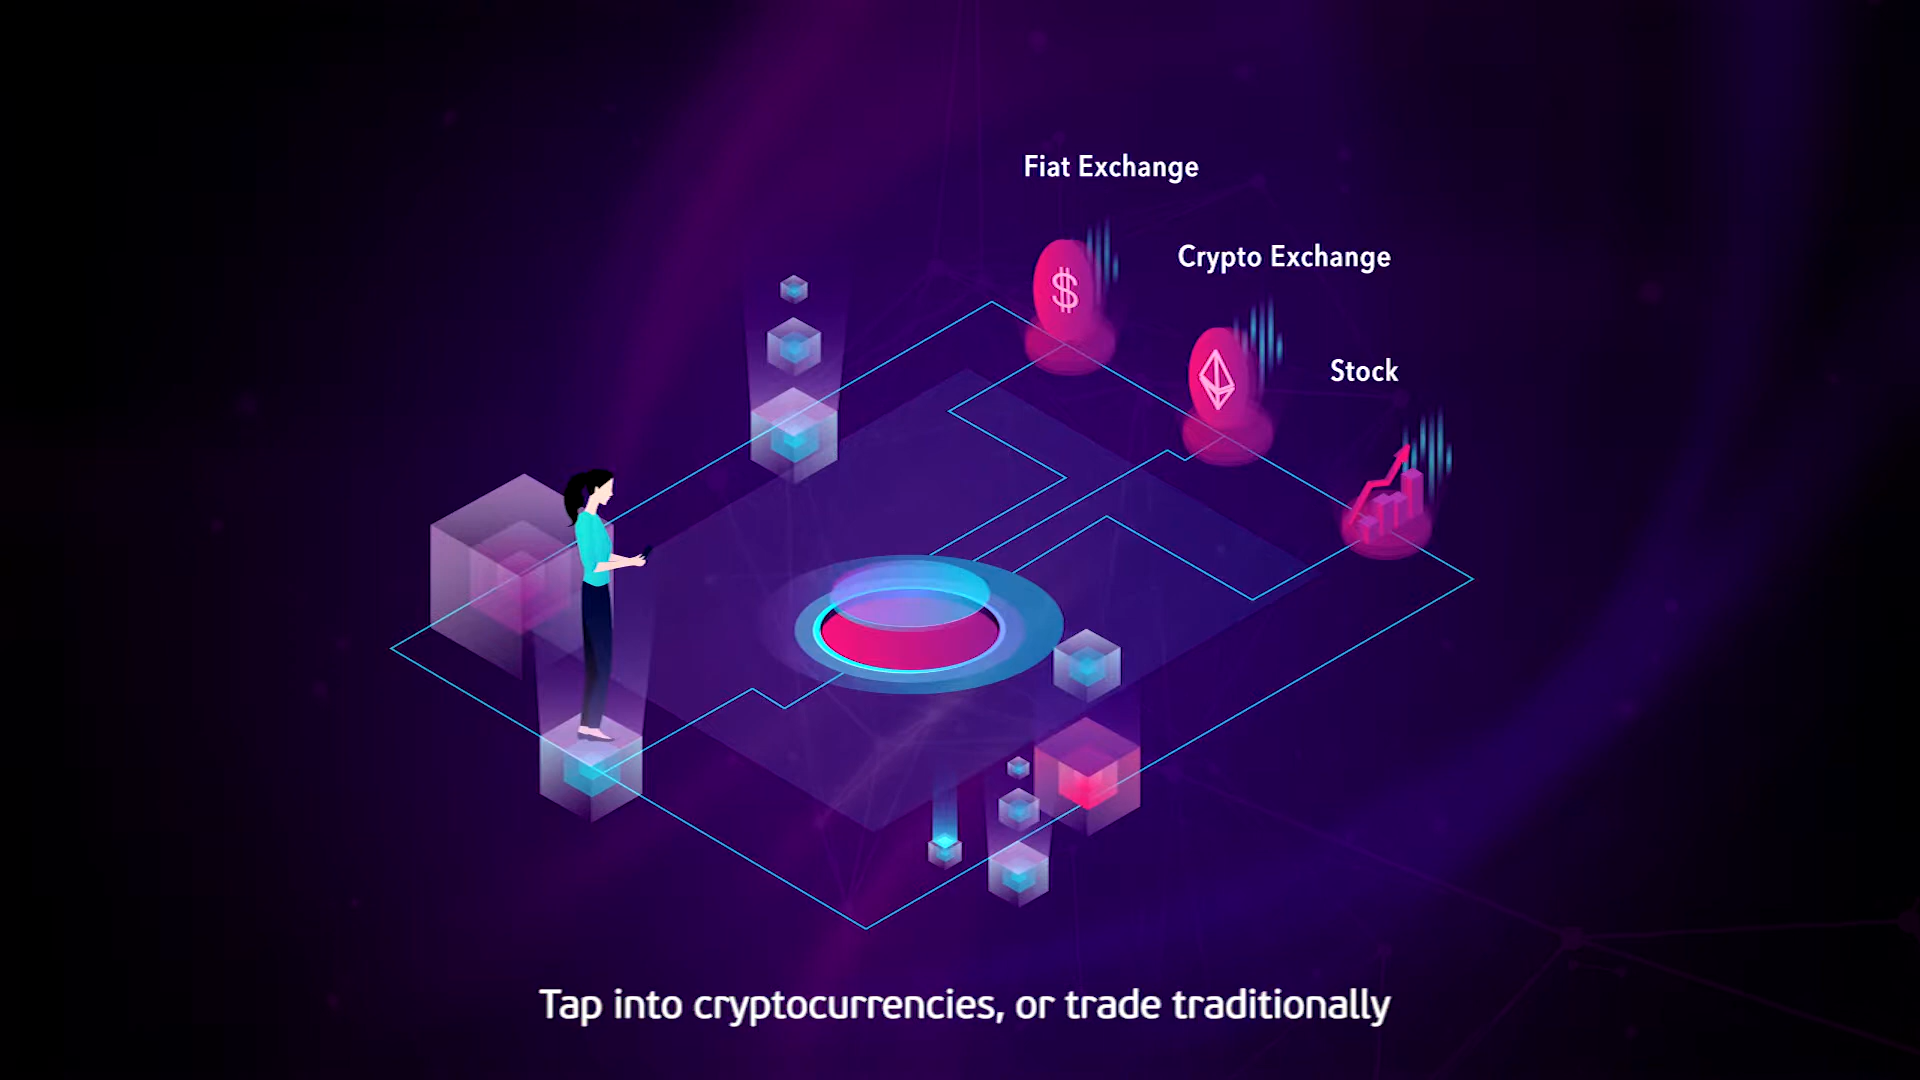 Fiat Exchange
Crypto Exchange
$
Stock
Tap into cryptocurrencies, or trade traditionally